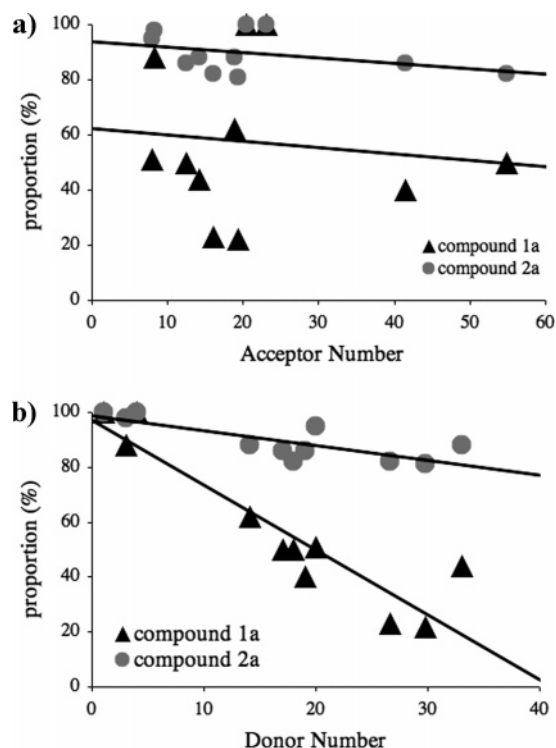 a)
100
80
60
40
20
0
proportion (%)
compound 1a
compound 2a
0 10 20 30 40 50 60
Acceptor Number
b)
100
80
60
40
20
0
proportion (%)
compound 1a
compound 2a
0 10 20 30 40
Donor Number